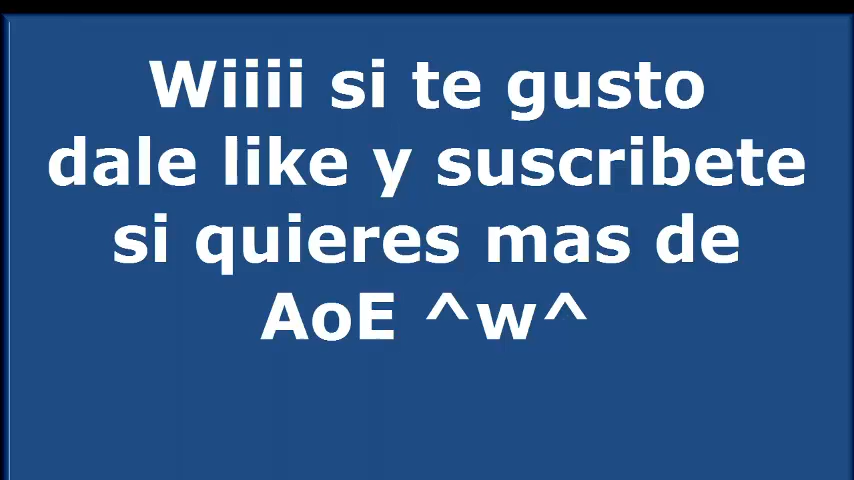 Wiiii si te gusto
dale like y suscribete
si quieres mas de
AoE ^w^